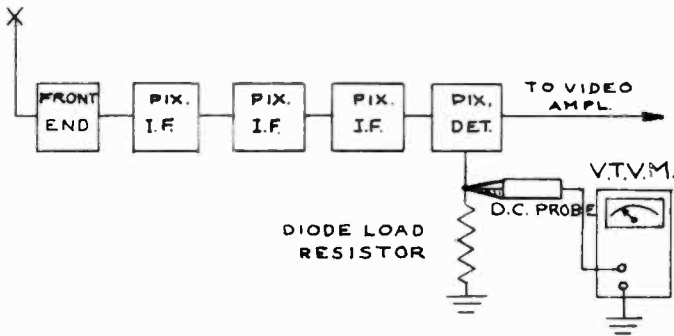 FRONT
END
PIX.
I.F.
PIX.
I.F.
PIX.
I.F.
PIX.
DET.
TO VIDEO
AMPL.
V.T.V.M.
D.C. PROBE
DIODE LOAD
RESISTOR